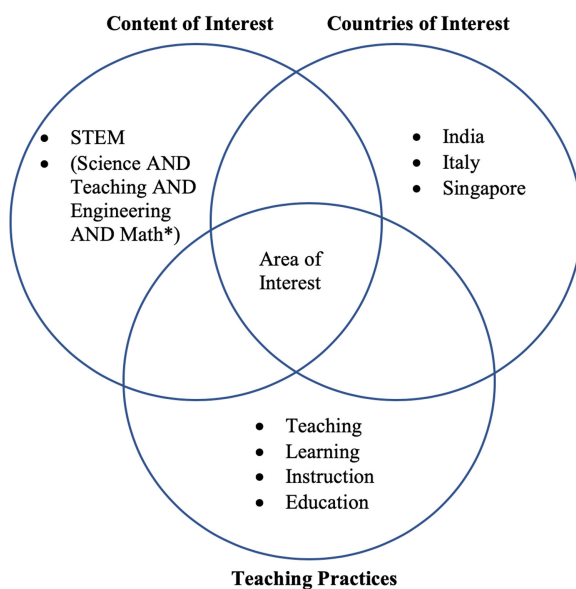 Content of Interest
Countries of Interest
• STEM
• (Science AND
Teaching AND
Engineering
AND Math*)
• India
• Italy
• Singapore
Area of
Interest
• Teaching
• Learning
• Instruction
• Education
Teaching Practices